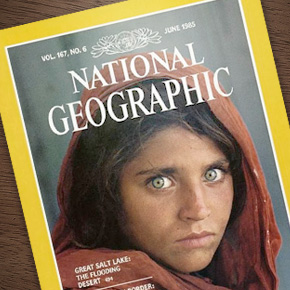 VOL. 167, NO. 6
JUNE 1985
NATIONAL
GEOGRAPHIC
GREAT SALT LAKE:
THE FLOODING
DESERT
BORDER: